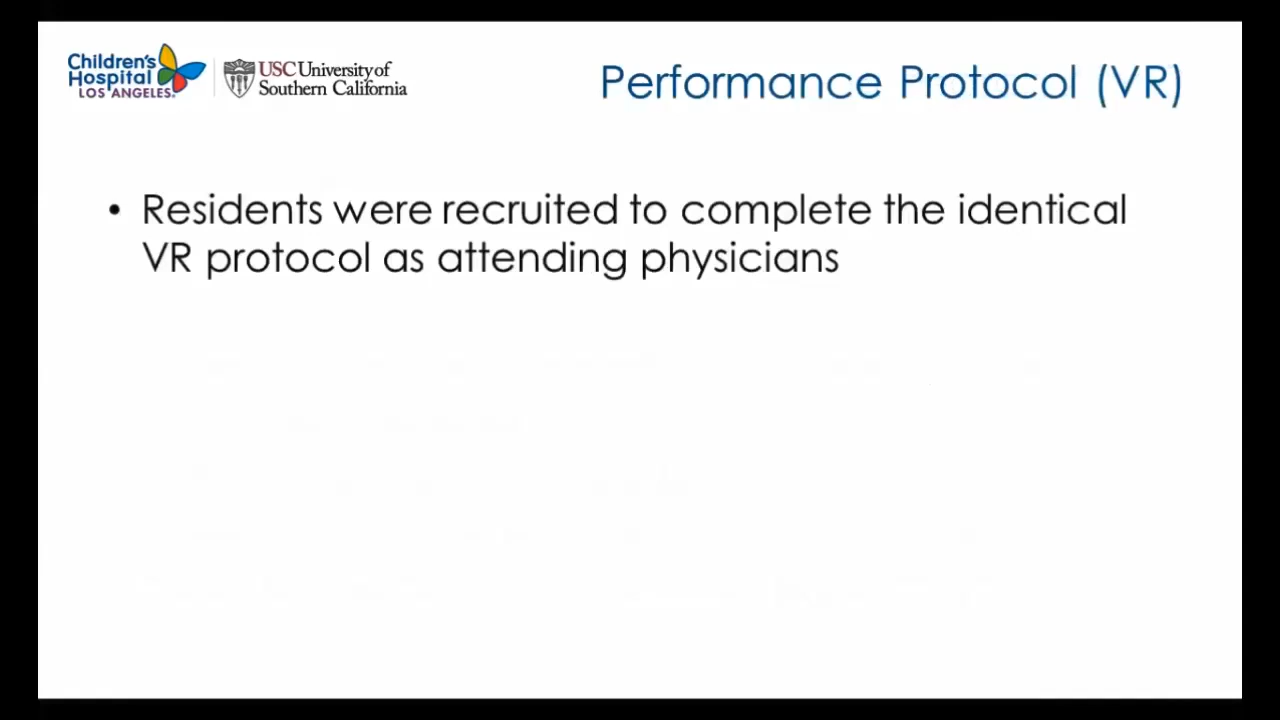 Children's
Hospital
LOS ANGELES.
USC University of
Southern California
Performance Protocol (VR)
• Residents were recruited to complete the identical
VR protocol as attending physicians